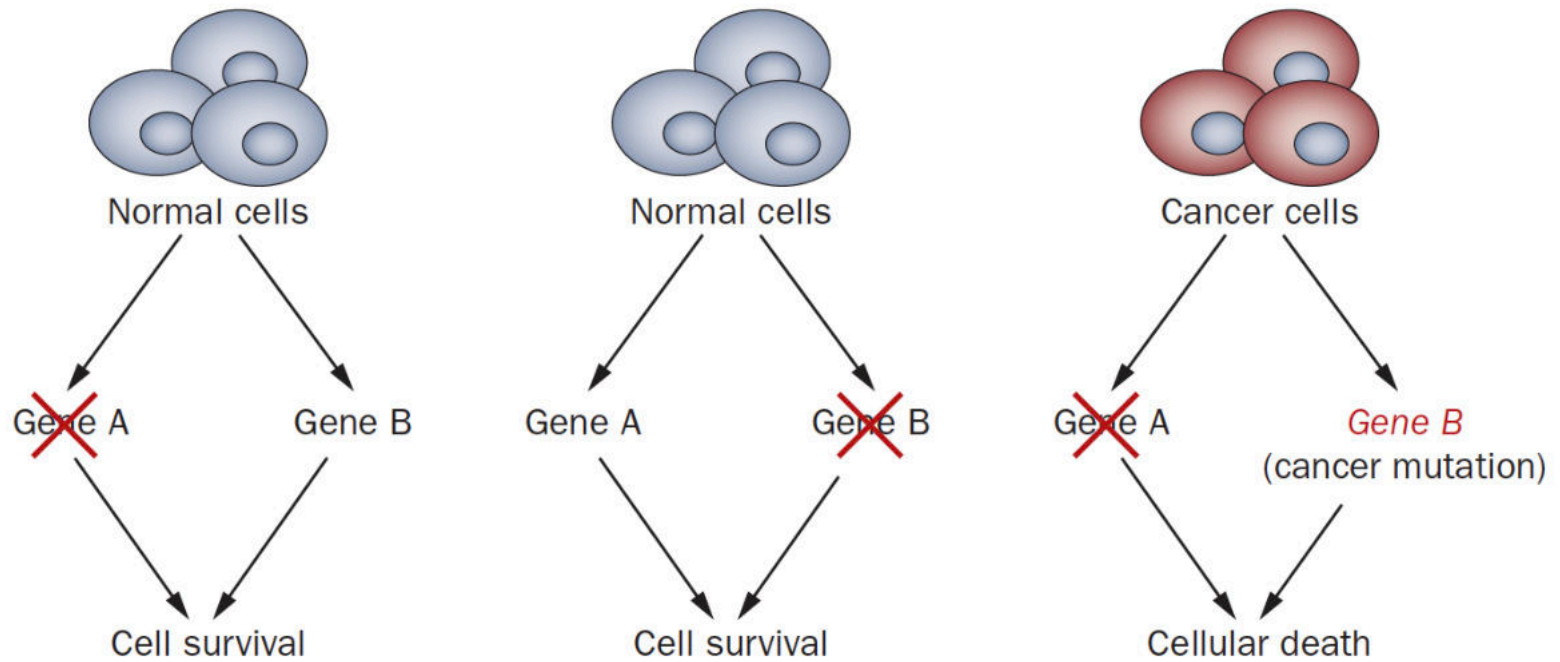 Normal cells
Normal cells
Cancer cells
Gene A
Gene B
Gene A
Gene B
Gene A
Gene B
(cancer mutation)
Cell survival
Cell survival
Cellular death